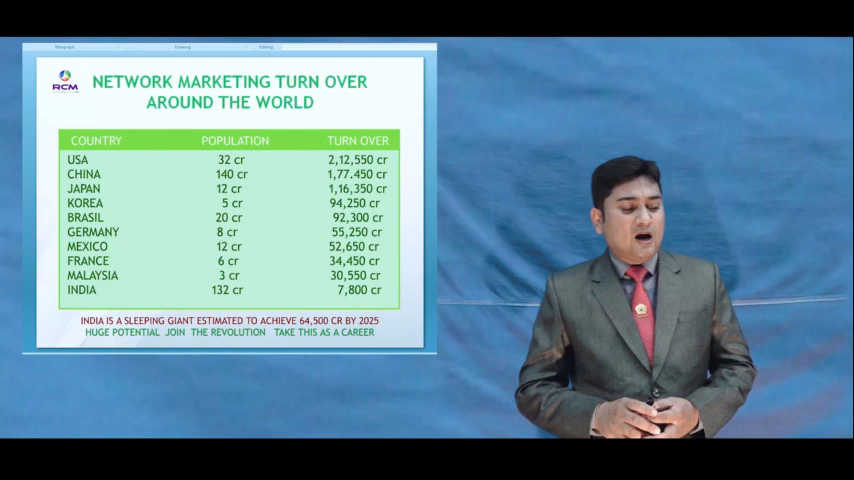 Paragraph Drawing Editing
RCM
NETWORK MARKETING TURN OVER
AROUND THE WORLD
COUNTRY POPULATION TURN OVER
USA 32 cr 2,12,550 cr
CHINA 140 cr 1,77.450 cr
JAPAN 12 cr 1,16,350 cr
KOREA 5 cr 94,250 cr
BRASIL 20 cr 92,300 cr
GERMANY 8 cr 55,250 cr
MEXICO 12 cr 52,650 cr
FRANCE 6 cr 34,450 cr
MALAYSIA 3 cr 30,550 cr
INDIA 132 cr 7,800 cr
INDIA IS A SLEEPING GIANT ESTIMATED TO ACHIEVE 64,500 CR BY 2025
HUGE POTENTIAL JOIN THE REVOLUTION TAKE THIS AS A CAREER